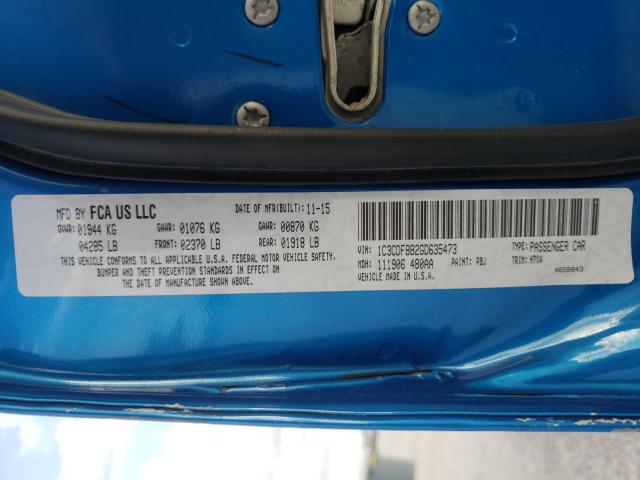 MFD BY FCA US LLC DATE OF MFR(BUILT): 11-15
GVWR: 01944 KG GAWR: 01076 KG GAWR: 00870 KG
04285 LB FRONT: 02370 LB REAR: 01918 LB
THIS VEHICLE CONFORMS TO ALL APPLICABLE U.S.A. FEDERAL MOTOR VEHICLE SAFETY,
BUMPER AND THEFT PREVENTION STANDARDS IN EFFECT ON
THE DATE OF MANUFACTURE SHOWN ABOVE.
VIN: 1C3CDFBB2GD635473 TYPE: PASSENGER CAR
MDH: 111906 480AA PAINT: PBJ TRIM: H7XA
VEHICLE MADE IN U.S.A. 4658843